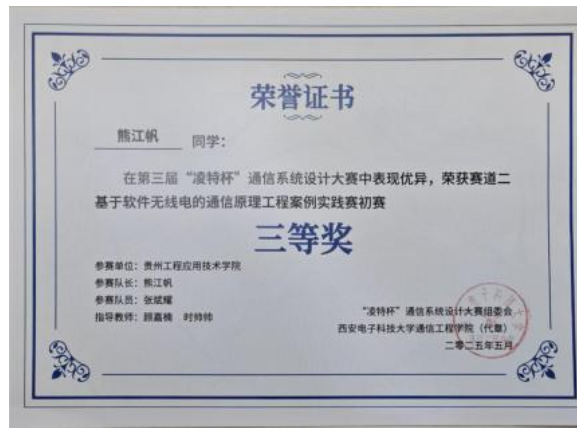 荣誉证书
熊江帆 同学：
在第三届“凌特杯”通信系统设计大赛中表现优异，荣获赛道二
基于软件无线电的通信原理工程案例实践赛初赛
三等奖
参赛单位：贵州工程应用技术学院
参赛队长：熊江帆
参赛队员：张斌耀
指导教师：顾嘉楠 时帅帅
“凌特杯”通信系统设计大赛组委会
西安电子科技大学通信工程学院（代章）
二零二五年五月